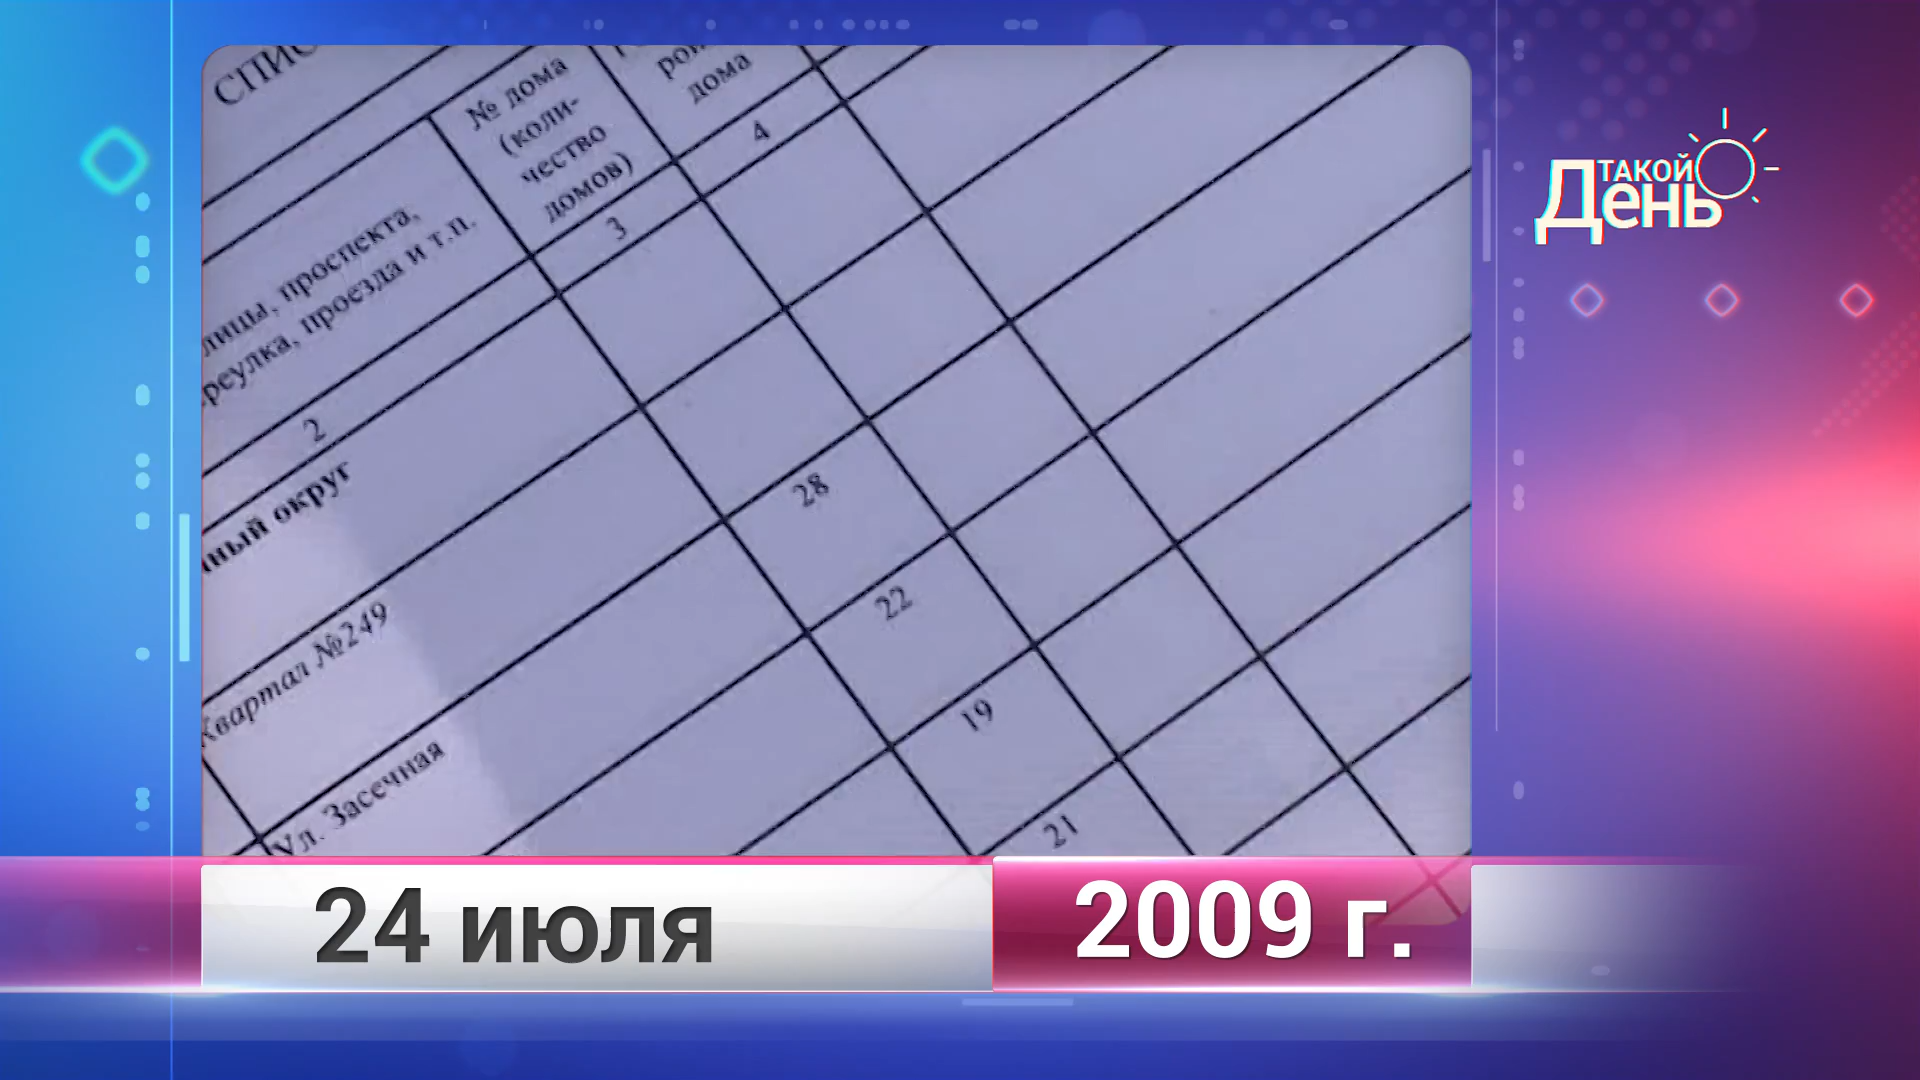 СПИС
№ дома
(коли-
чество
домов)
рой
дома
лицы, проспекта,
реулка, проезда и т.п.
2
3
4
ный округ
Квартал №249
28
Ул. Засечная
22
19
21
ТАКОЙ
День
24 июля
2009 г.